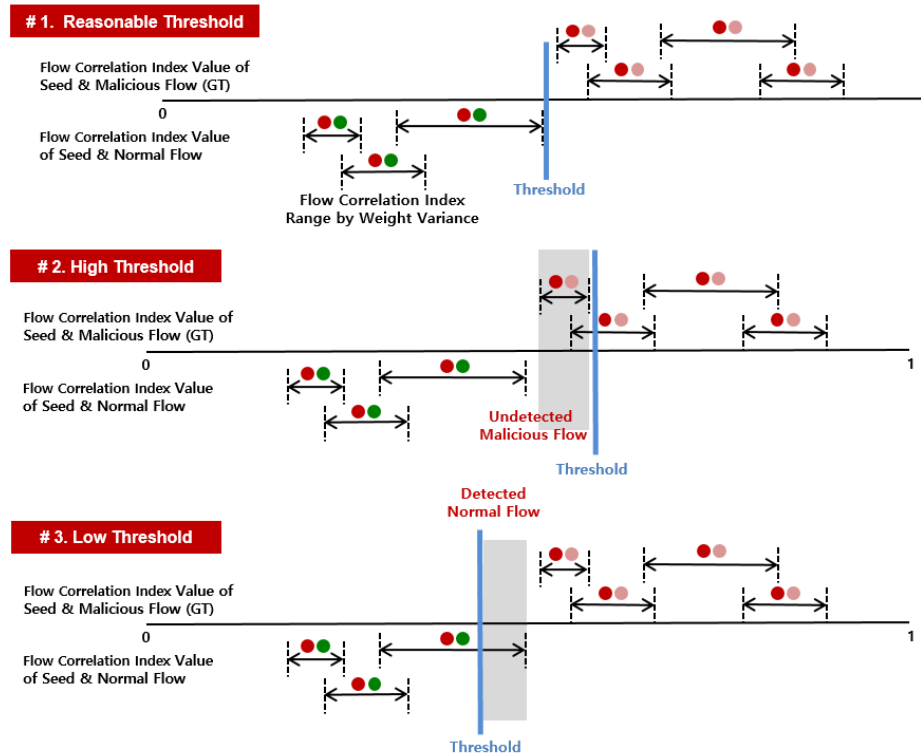 # 1. Reasonable Threshold
Flow Correlation Index Value of
Seed & Malicious Flow (GT)
0
Flow Correlation Index Value
of Seed & Normal Flow
Threshold
Flow Correlation Index
Range by Weight Variance
# 2. High Threshold
Flow Correlation Index Value of
Seed & Malicious Flow (GT)
0
1
Flow Correlation Index Value
of Seed & Normal Flow
Undetected
Malicious Flow
Threshold
Detected
Normal Flow
# 3. Low Threshold
Flow Correlation Index Value of
Seed & Malicious Flow (GT)
0
1
Flow Correlation Index Value
of Seed & Normal Flow
Threshold